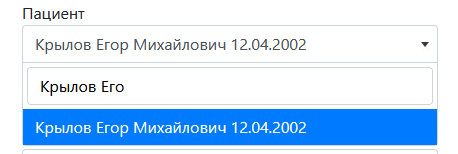 Пациент
Крылов Егор Михайлович 12.04.2002
Крылов Его
Крылов Егор Михайлович 12.04.2002